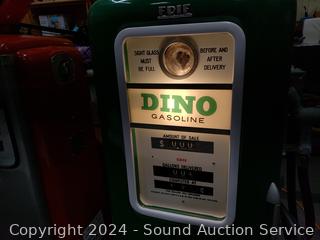 ERIE
SIGHT GLASS
MUST
BE FULL
BEFORE AND
AFTER
DELIVERY
DINO
GASOLINE
AMOUNT OF SALE
$
GALLONS DELIVERED
Copyright 2024 - Sound Auction Service